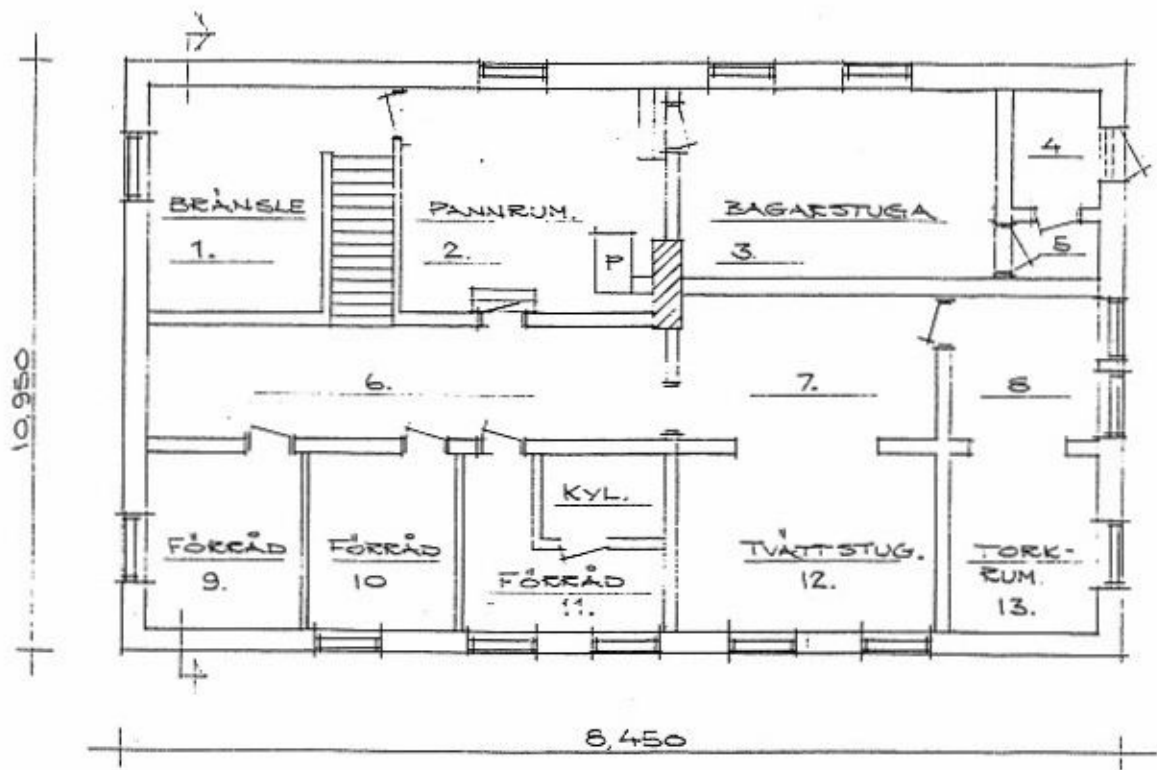 BRÄNSLE
1.
PANNRUM.
2.
P
BAGARSTUGA
3.
4
5
10,950
6.
7.
8
FÖRRÅD
9.
FÖRRÅD
10
KYL.
FÖRRÅD
11.
TVÄTTSTUG.
12.
TORK-
RUM.
13.
8,450